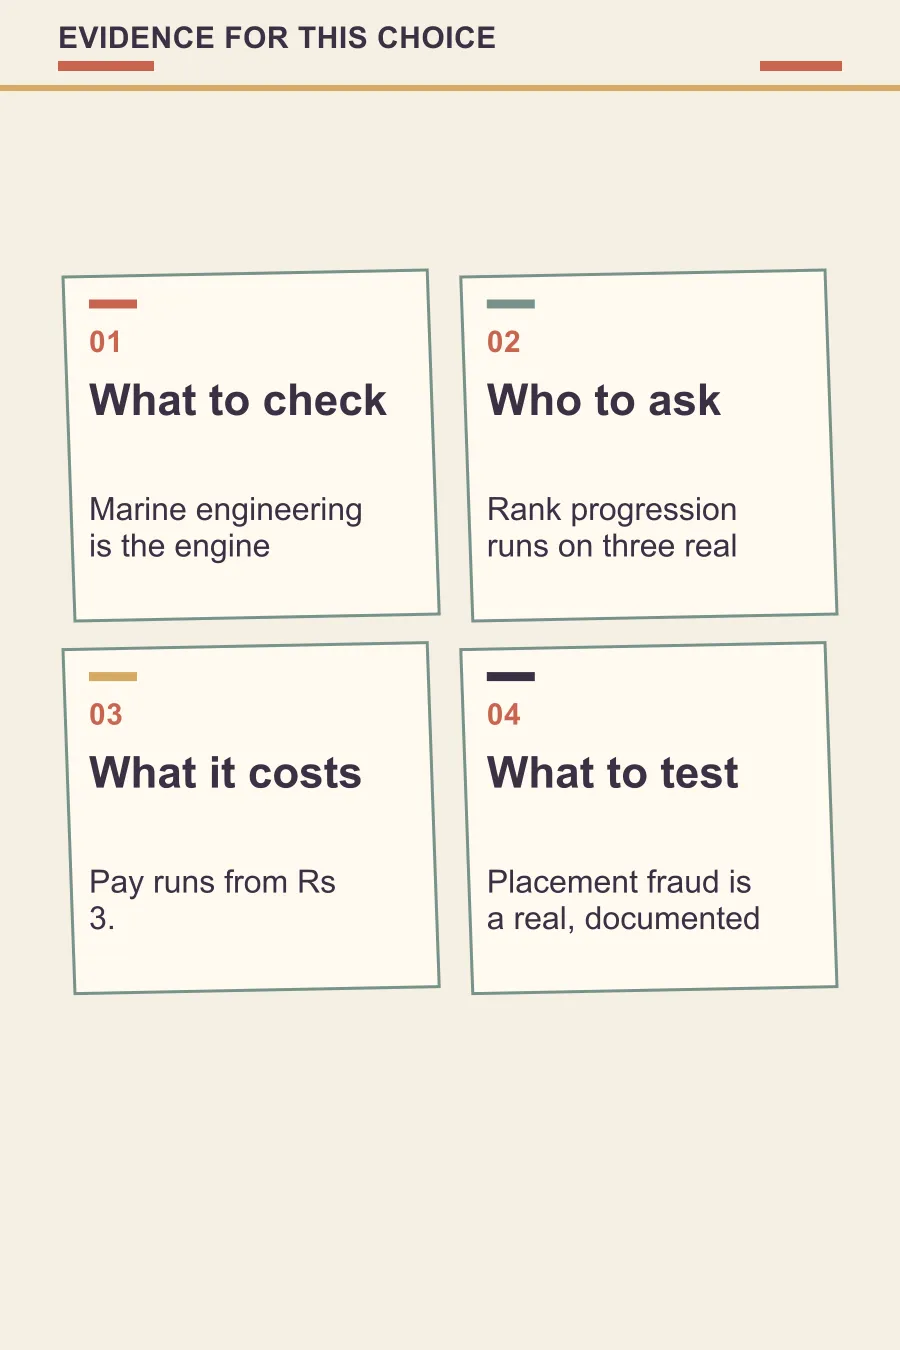 EVIDENCE FOR THIS CHOICE
01
What to check
Marine engineering
is the engine
02
Who to ask
Rank progression
runs on three real
03
What it costs
Pay runs from Rs
3.
04
What to test
Placement fraud is
a real, documented